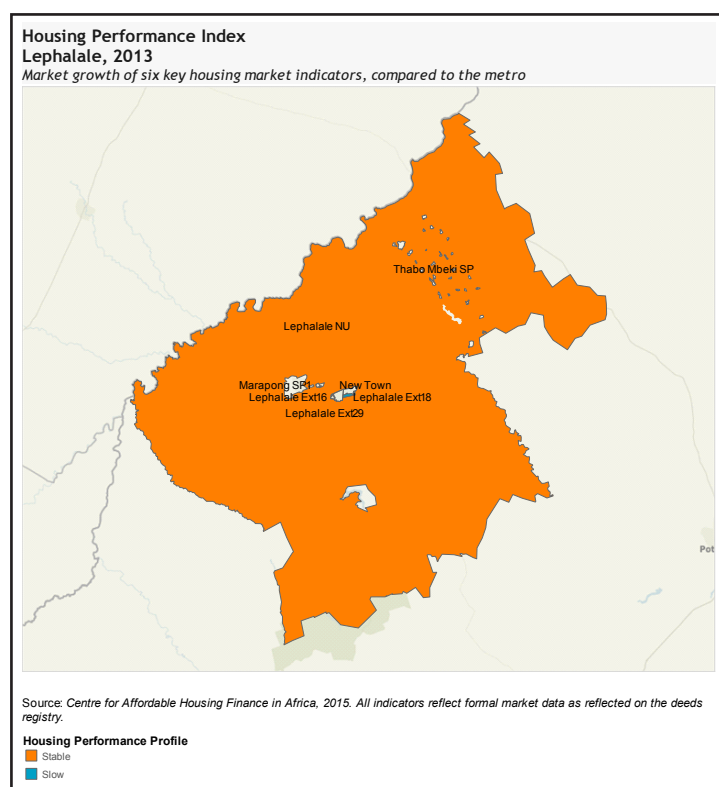 Housing Performance Index
Lephalale, 2013
Market growth of six key housing market indicators, compared to the metro
Thabo Mbeki SP
Lephalale NU
Marapong SP1 New Town
Lephalale Ext16 Lephalale Ext18
Lephalale Ext29
Pot
Source: Centre for Affordable Housing Finance in Africa, 2015. All indicators reflect formal market data as reflected on the deeds
registry.
Housing Performance Profile
Stable
Slow